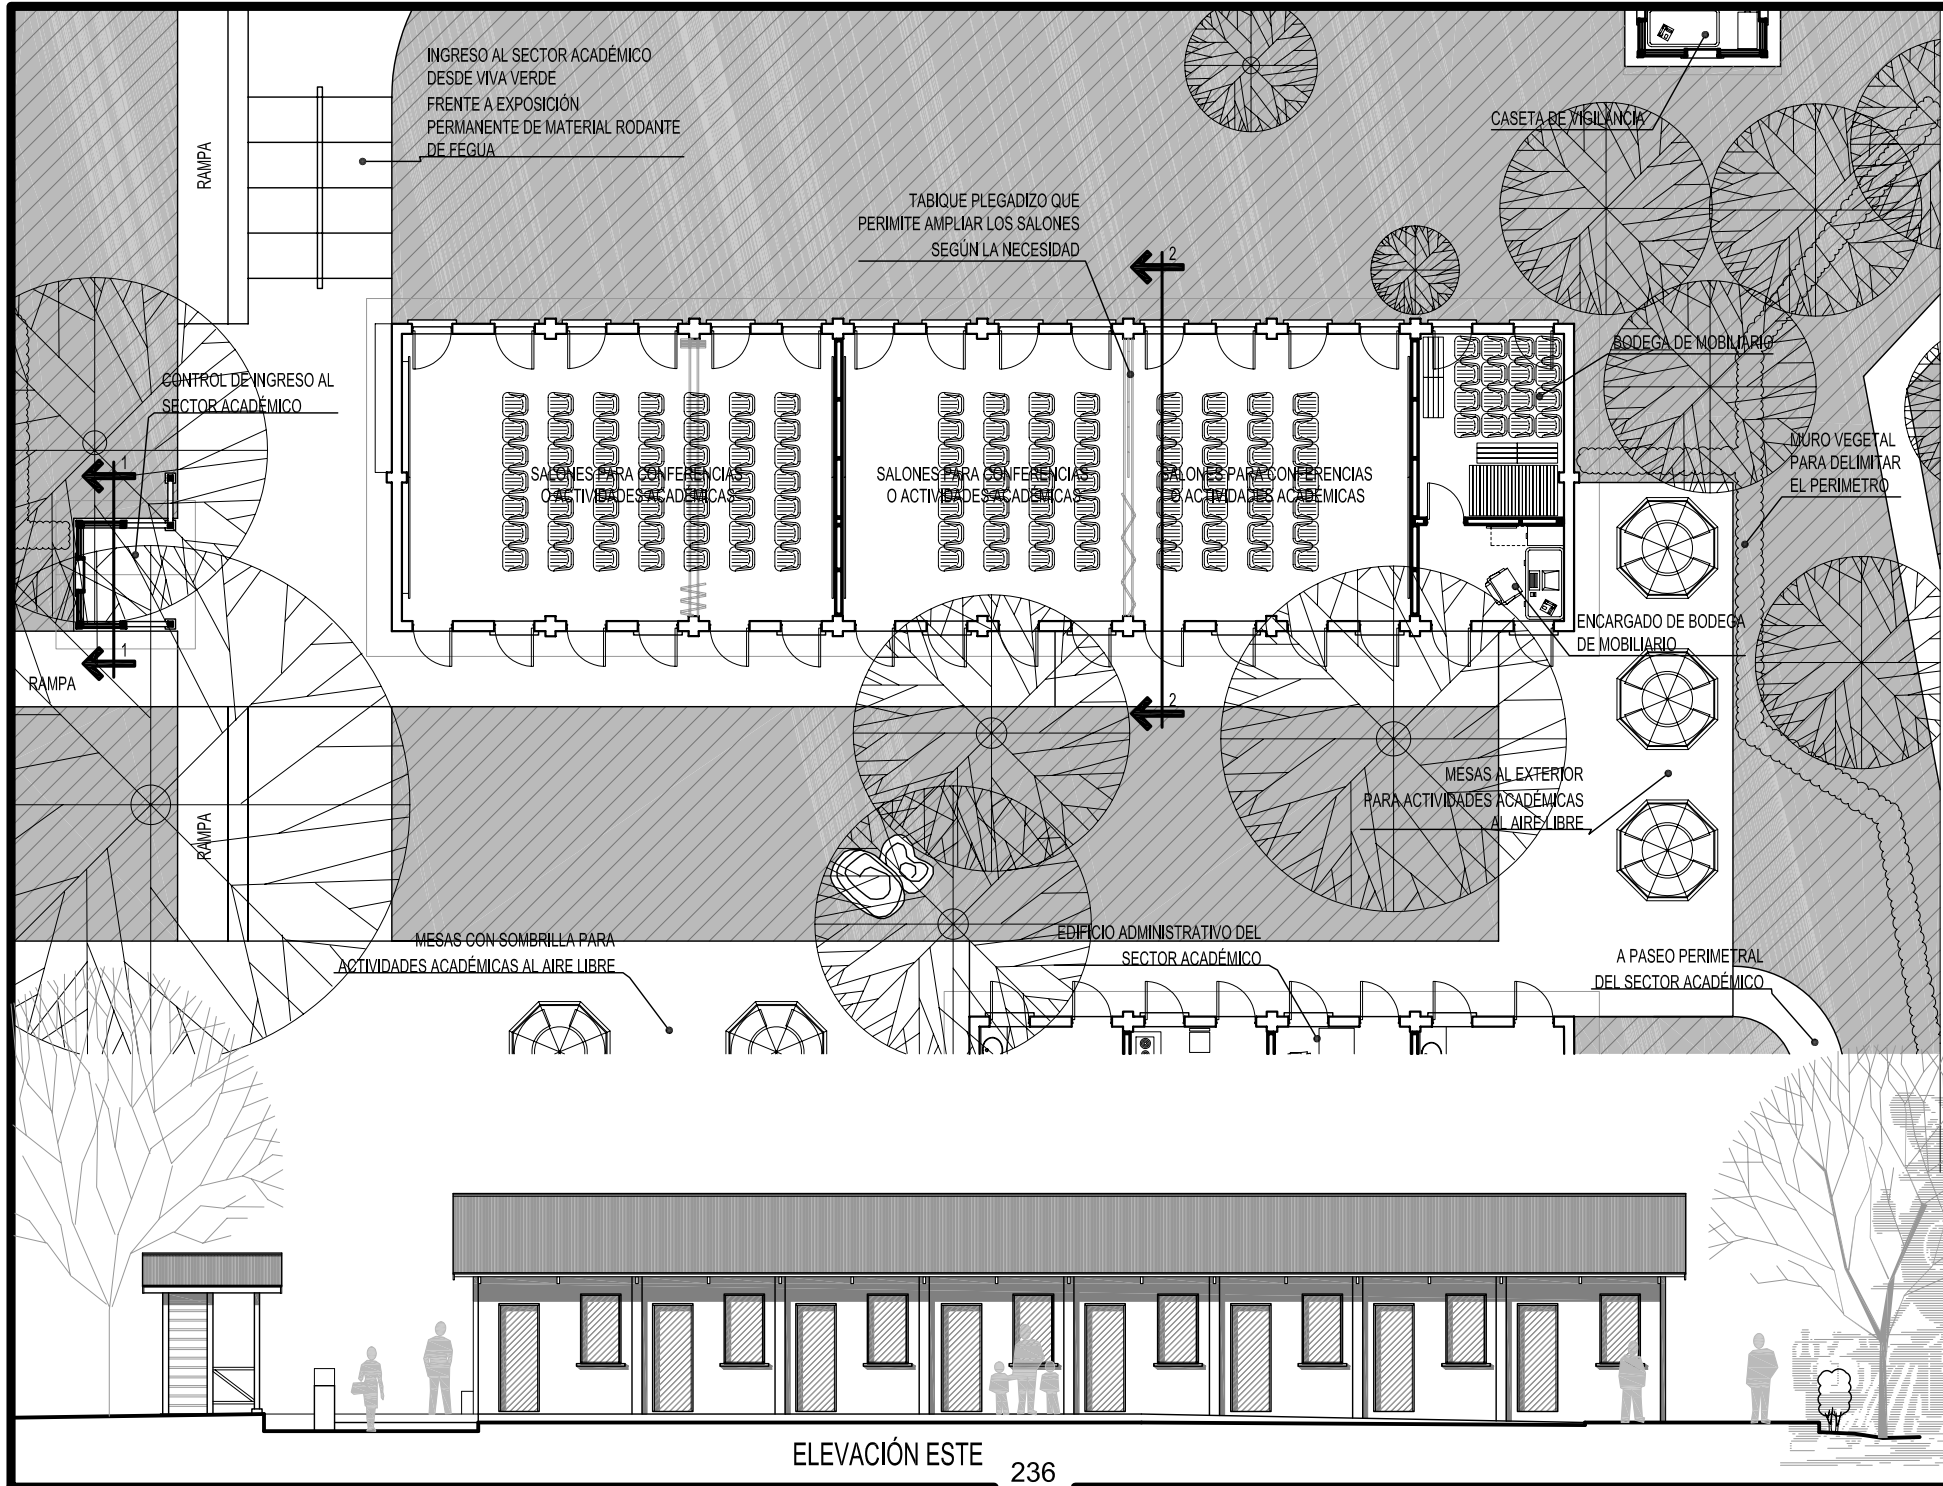 INGRESO AL SECTOR ACADÉMICO
DESDE VIVA VERDE
FRENTE A EXPOSICIÓN
PERMANENTE DE MATERIAL RODANTE
DE FEGUA
RAMPA
CASETA DE VIGILANCIA
TABIQUE PLEGADIZO QUE
PERIMITE AMPLIAR LOS SALONES
SEGÚN LA NECESIDAD
2
BODEGA DE MOBILIARIO
CONTROL DE INGRESO AL
SECTOR ACADÉMICO
MURO VEGETAL
PARA DELIMITAR
EL PERIMETRO
1
SALONES PARA CONFERENCIAS
O ACTIVIDADES ACADÉMICAS
SALONES PARA CONFERENCIAS
O ACTIVIDADES ACADÉMICAS
SALONES PARA CONFERENCIAS
O ACTIVIDADES ACADÉMICAS
ENCARGADO DE BODEGA
DE MOBILIARIO
1
RAMPA
2
MESAS AL EXTERIOR
PARA ACTIVIDADES ACADÉMICAS
AL AIRE LIBRE
RAMPA
MESAS CON SOMBRILLA PARA
ACTIVIDADES ACADÉMICAS AL AIRE LIBRE
EDIFICIO ADMINISTRATIVO DEL
SECTOR ACADÉMICO
A PASEO PERIMETRAL
DEL SECTOR ACADÉMICO
ELEVACIÓN ESTE
236